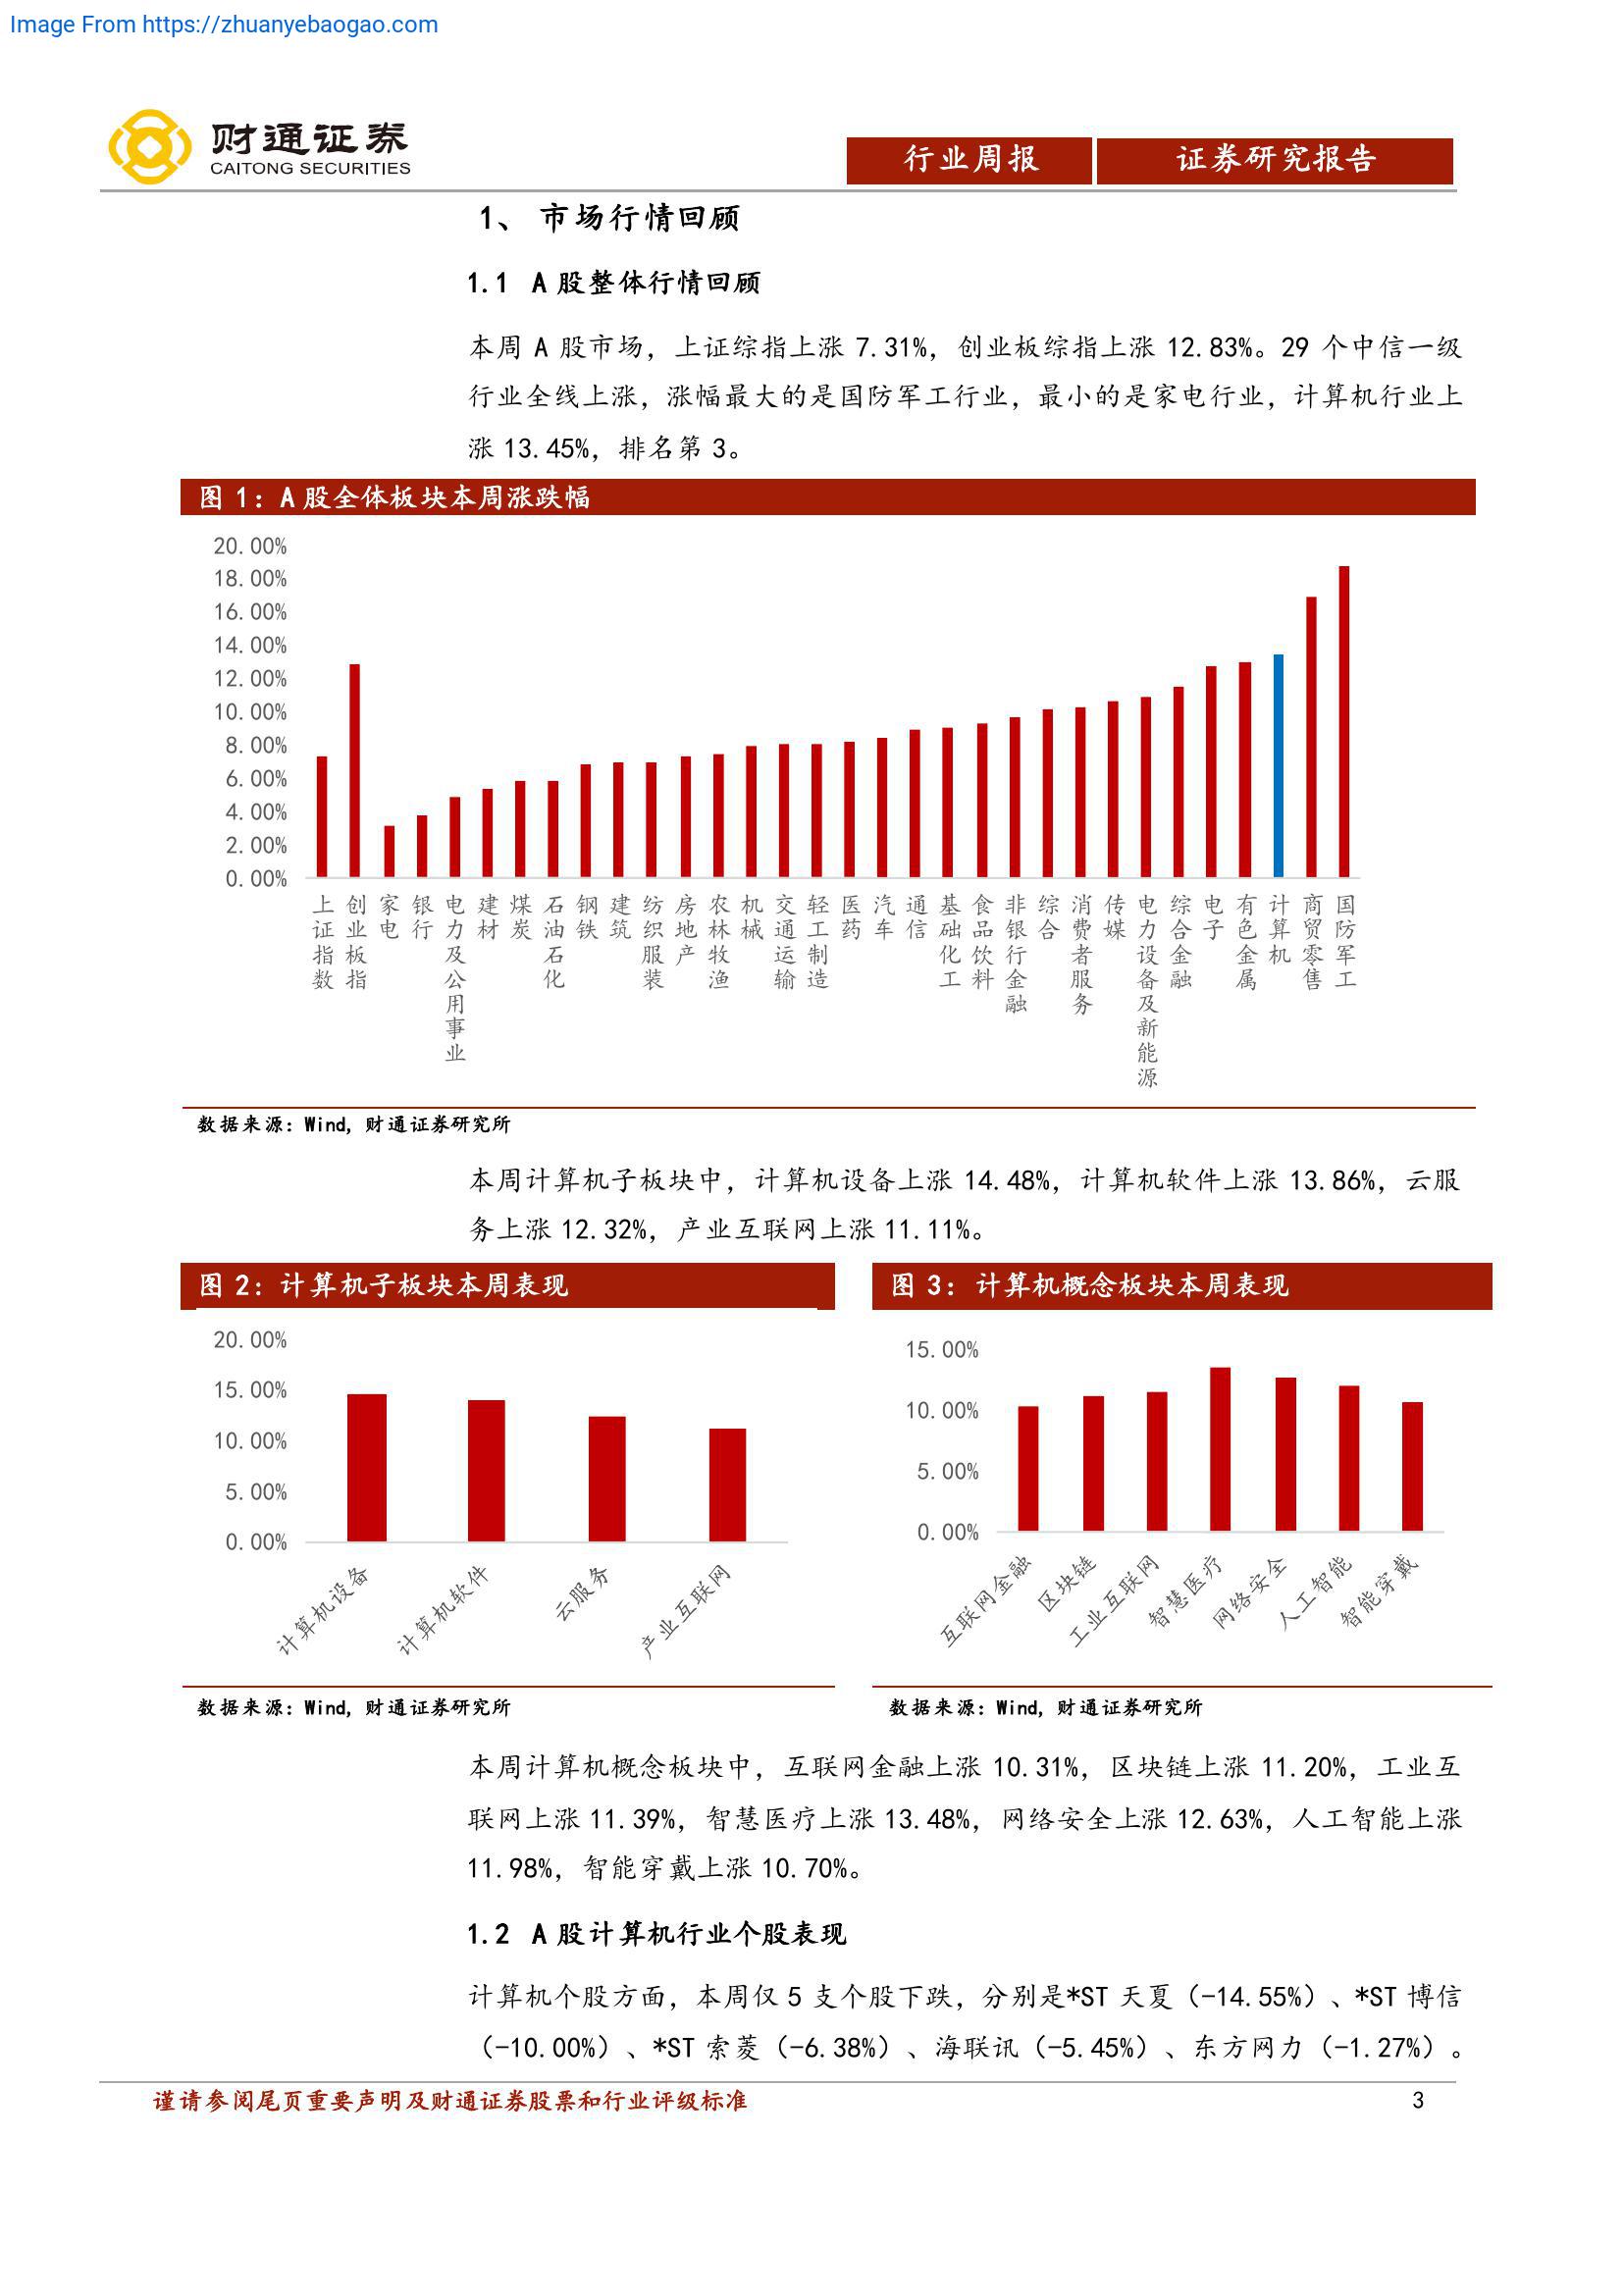 Image From https://zhuanyebaogao.com
财通证券
CAITONG SECURITIES
行业周报
证券研究报告
1、 市场行情回顾
1.1 A 股整体行情回顾
本周 A 股市场，上证综指上涨 7.31%，创业板综指上涨 12.83%。29 个中信一级
行业全线上涨，涨幅最大的是国防军工行业，最小的是家电行业，计算机行业上
涨 13.45%，排名第 3。
图 1：A 股全体板块本周涨跌幅
20.00%
18.00%
16.00%
14.00%
12.00%
10.00%
8.00%
6.00%
4.00%
2.00%
0.00%
上证指数
创业板指
家电
银行
电力及公用事业
建材
煤炭
石油石化
钢铁
建筑
纺织服装
房地产
农林牧渔
机械
交通运输
轻工制造
医药
汽车
通信
基础化工
食品饮料
非银行金融
综合
消费者服务
传媒
电力设备及新能源
综合金融
电子
有色金属
计算机
商贸零售
国防军工
数据来源：Wind，财通证券研究所
本周计算机子板块中，计算机设备上涨 14.48%，计算机软件上涨 13.86%，云服
务上涨 12.32%，产业互联网上涨 11.11%。
图 2：计算机子板块本周表现
20.00%
15.00%
10.00%
5.00%
0.00%
计算机设备
计算机软件
云服务
产业互联网
数据来源：Wind，财通证券研究所
图 3：计算机概念板块本周表现
15.00%
10.00%
5.00%
0.00%
互联网金融
区块链
工业互联网
智慧医疗
网络安全
人工智能
智能穿戴
数据来源：Wind，财通证券研究所
本周计算机概念板块中，互联网金融上涨 10.31%，区块链上涨 11.20%，工业互
联网上涨 11.39%，智慧医疗上涨 13.48%，网络安全上涨 12.63%，人工智能上涨
11.98%，智能穿戴上涨 10.70%。
1.2 A 股计算机行业个股表现
计算机个股方面，本周仅 5 支个股下跌，分别是*ST 天夏（-14.55%）、*ST 博信
（-10.00%）、*ST 索菱（-6.38%）、海联讯（-5.45%）、东方网力（-1.27%）。
谨请参阅尾页重要声明及财通证券股票和行业评级标准
3